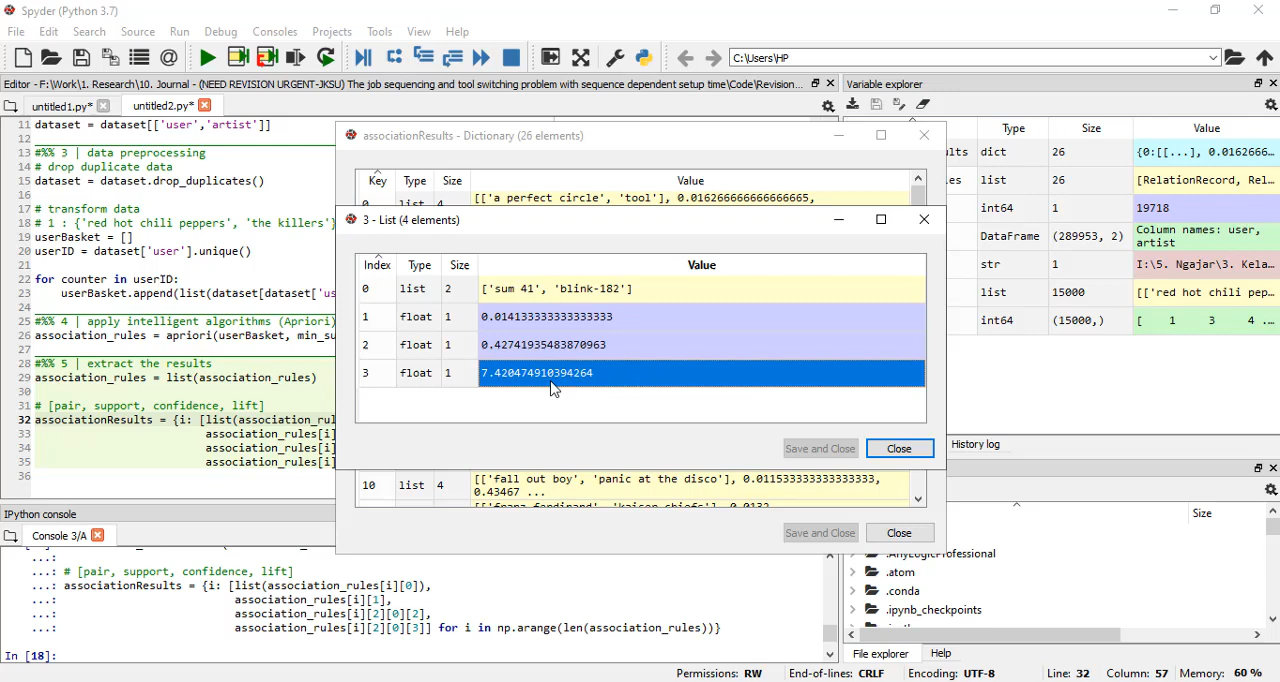 Spyder (Python 3.7)
File Edit Search Source Run Debug Consoles Projects Tools View Help
C:\Users\HP
Editor - F:\Work\1. Research\10. Journal - (NEED REVISION URGENT-JKSU) The job sequencing and tool switching problem with sequence dependent setup time\Code\Revision...
Variable explorer
untitled1.py* untitled2.py*
11 dataset = dataset[['user','artist']]
12
13 #%% 3 | data preprocessing
14 # drop duplicate data
15 dataset = dataset.drop_duplicates()
16
17 # transform data
18 # 1 : {'red hot chili peppers', 'the killers'}
19 userBasket = []
20 userID = dataset['user'].unique()
21
22 for counter in userID:
23 userBasket.append(list(dataset[dataset['us
24
25 #%% 4 | apply intelligent algorithms (Apriori)
26 association_rules = apriori(userBasket, min_su
27
28 #%% 5 | extract the results
29 association_rules = list(association_rules)
30
31 # [pair, support, confidence, lift]
32 associationResults = {i: [list(association_rul
33 association_rules[i]
34 association_rules[i]
35 association_rules[i]
36
associationResults - Dictionary (26 elements)
Key Type Size Value
0 list 4 [['a perfect circle', 'tool'], 0.016266666666666665,
3 - List (4 elements)
Index Type Size Value
0 list 2 ['sum 41', 'blink-182']
1 float 1 0.014133333333333333
2 float 1 0.42741935483870963
3 float 1 7.420474910394264
Save and Close Close
10 list 4 [['fall out boy', 'panic at the disco'], 0.011533333333333333,
0.43467 ...
[['franz ferdinand', 'kaiser chiefs'], 0.0132
Save and Close Close
Type Size Value
lts dict 26 {0:[[...], 0.0162666…
es list 26 [RelationRecord, Rel…
int64 1 19718
DataFrame (289953, 2) Column names: user,
artist
str 1 I:\5. Ngajar\3. Kela…
list 15000 [['red hot chili pep…
int64 (15000,) [ 1 3 4 ...
History log
Size
.AnyLogicProfessional
.atom
.conda
.ipynb_checkpoints
File explorer Help
IPython console
Console 3/A
...: # [pair, support, confidence, lift]
...: associationResults = {i: [list(association_rules[i][0]),
...: association_rules[i][1],
...: association_rules[i][2][0][2],
...: association_rules[i][2][0][3]] for i in np.arange(len(association_rules))}
In [18]:
Permissions: RW End-of-lines: CRLF Encoding: UTF-8 Line: 32 Column: 57 Memory: 60 %